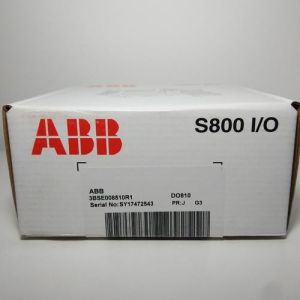 ABB
S800 I/O
ABB
3BSE008510R1 DO810
Serial No:SY17472543 PR:J G3